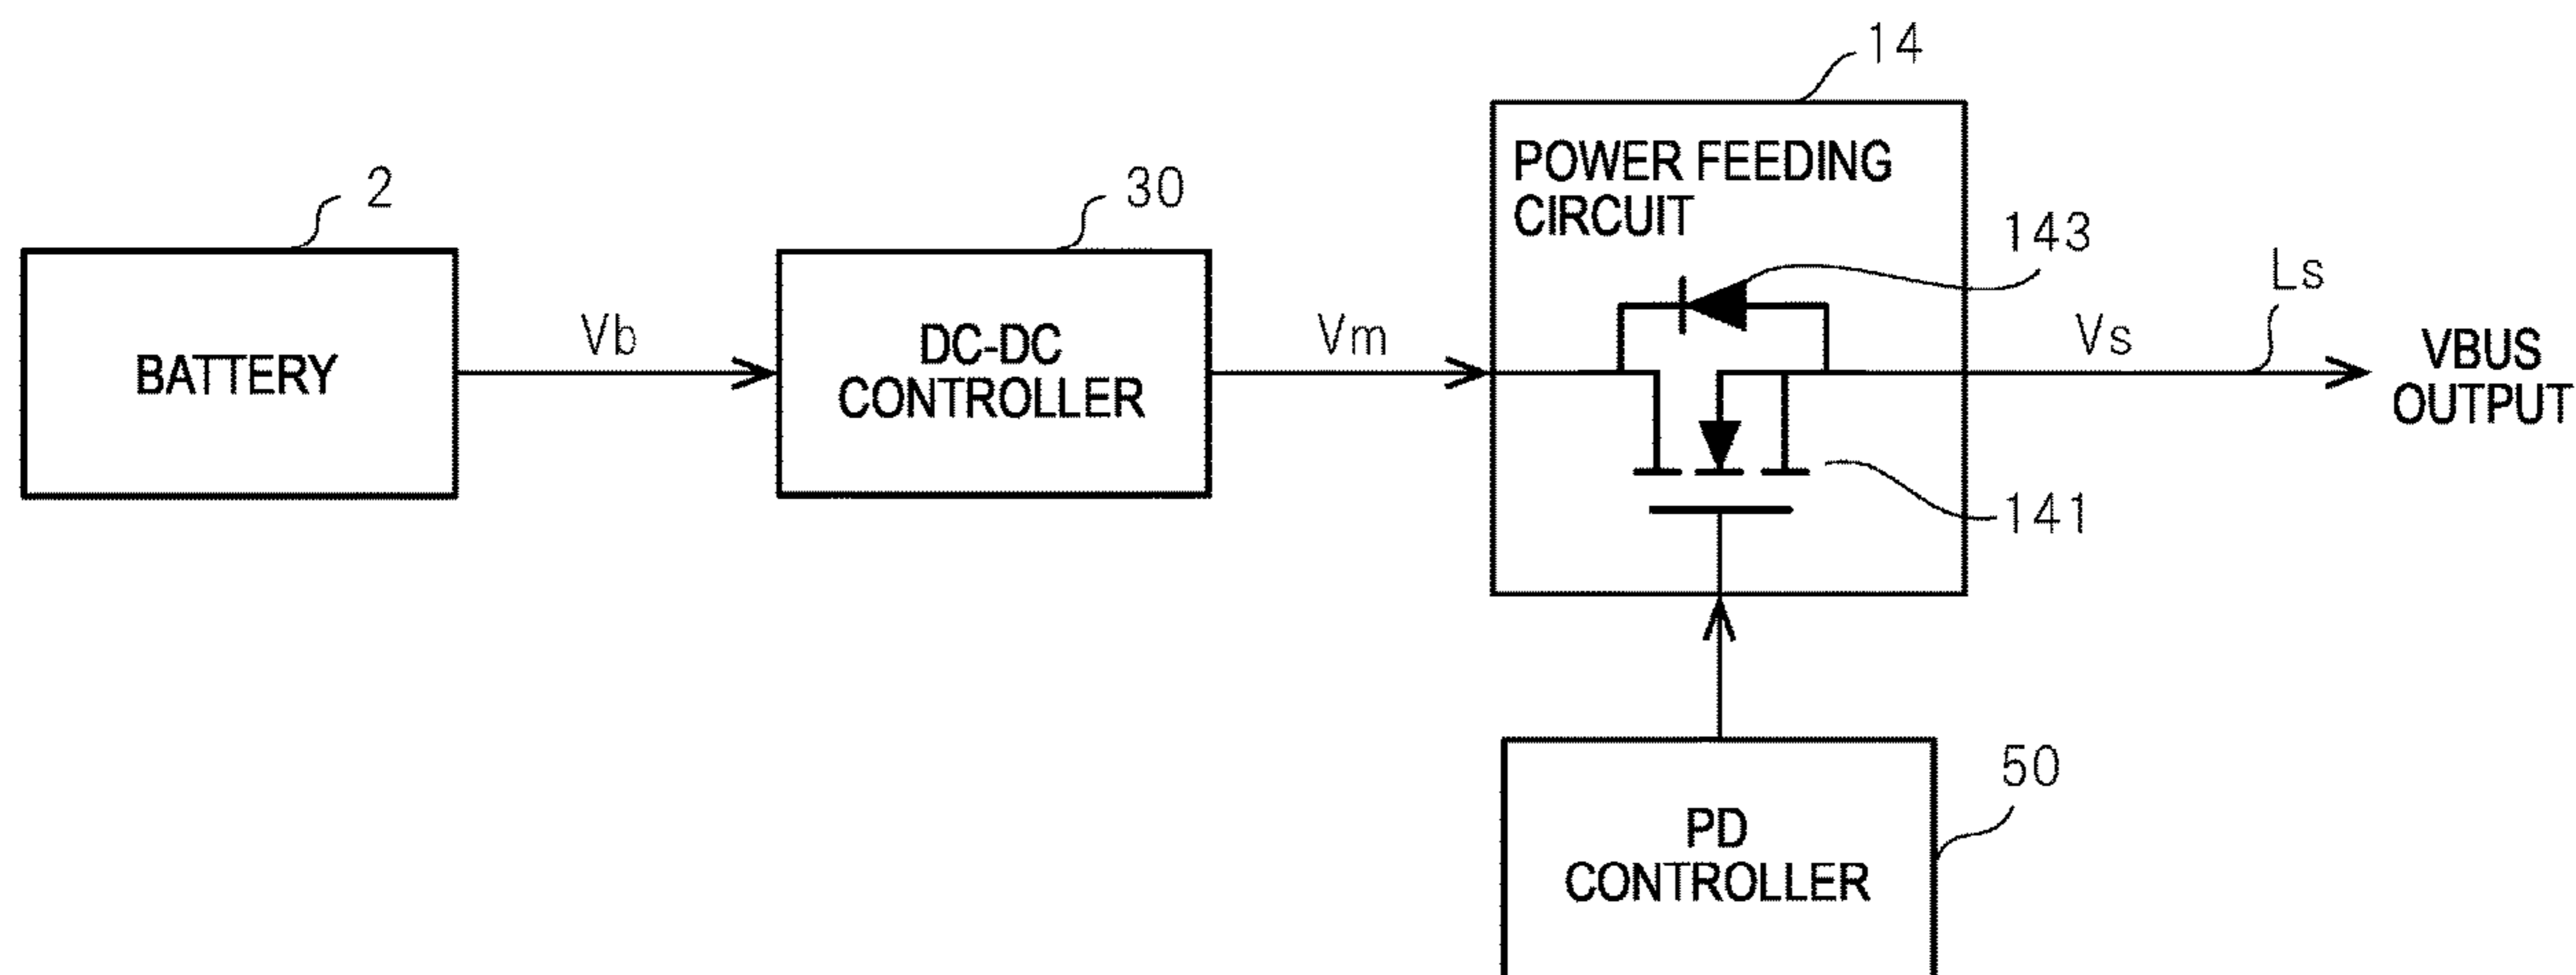 14
POWER FEEDING
CIRCUIT
2
30
143
Ls
BATTERY
Vb
DC-DC
CONTROLLER
Vm
Vs
VBUS
OUTPUT
141
50
PD
CONTROLLER